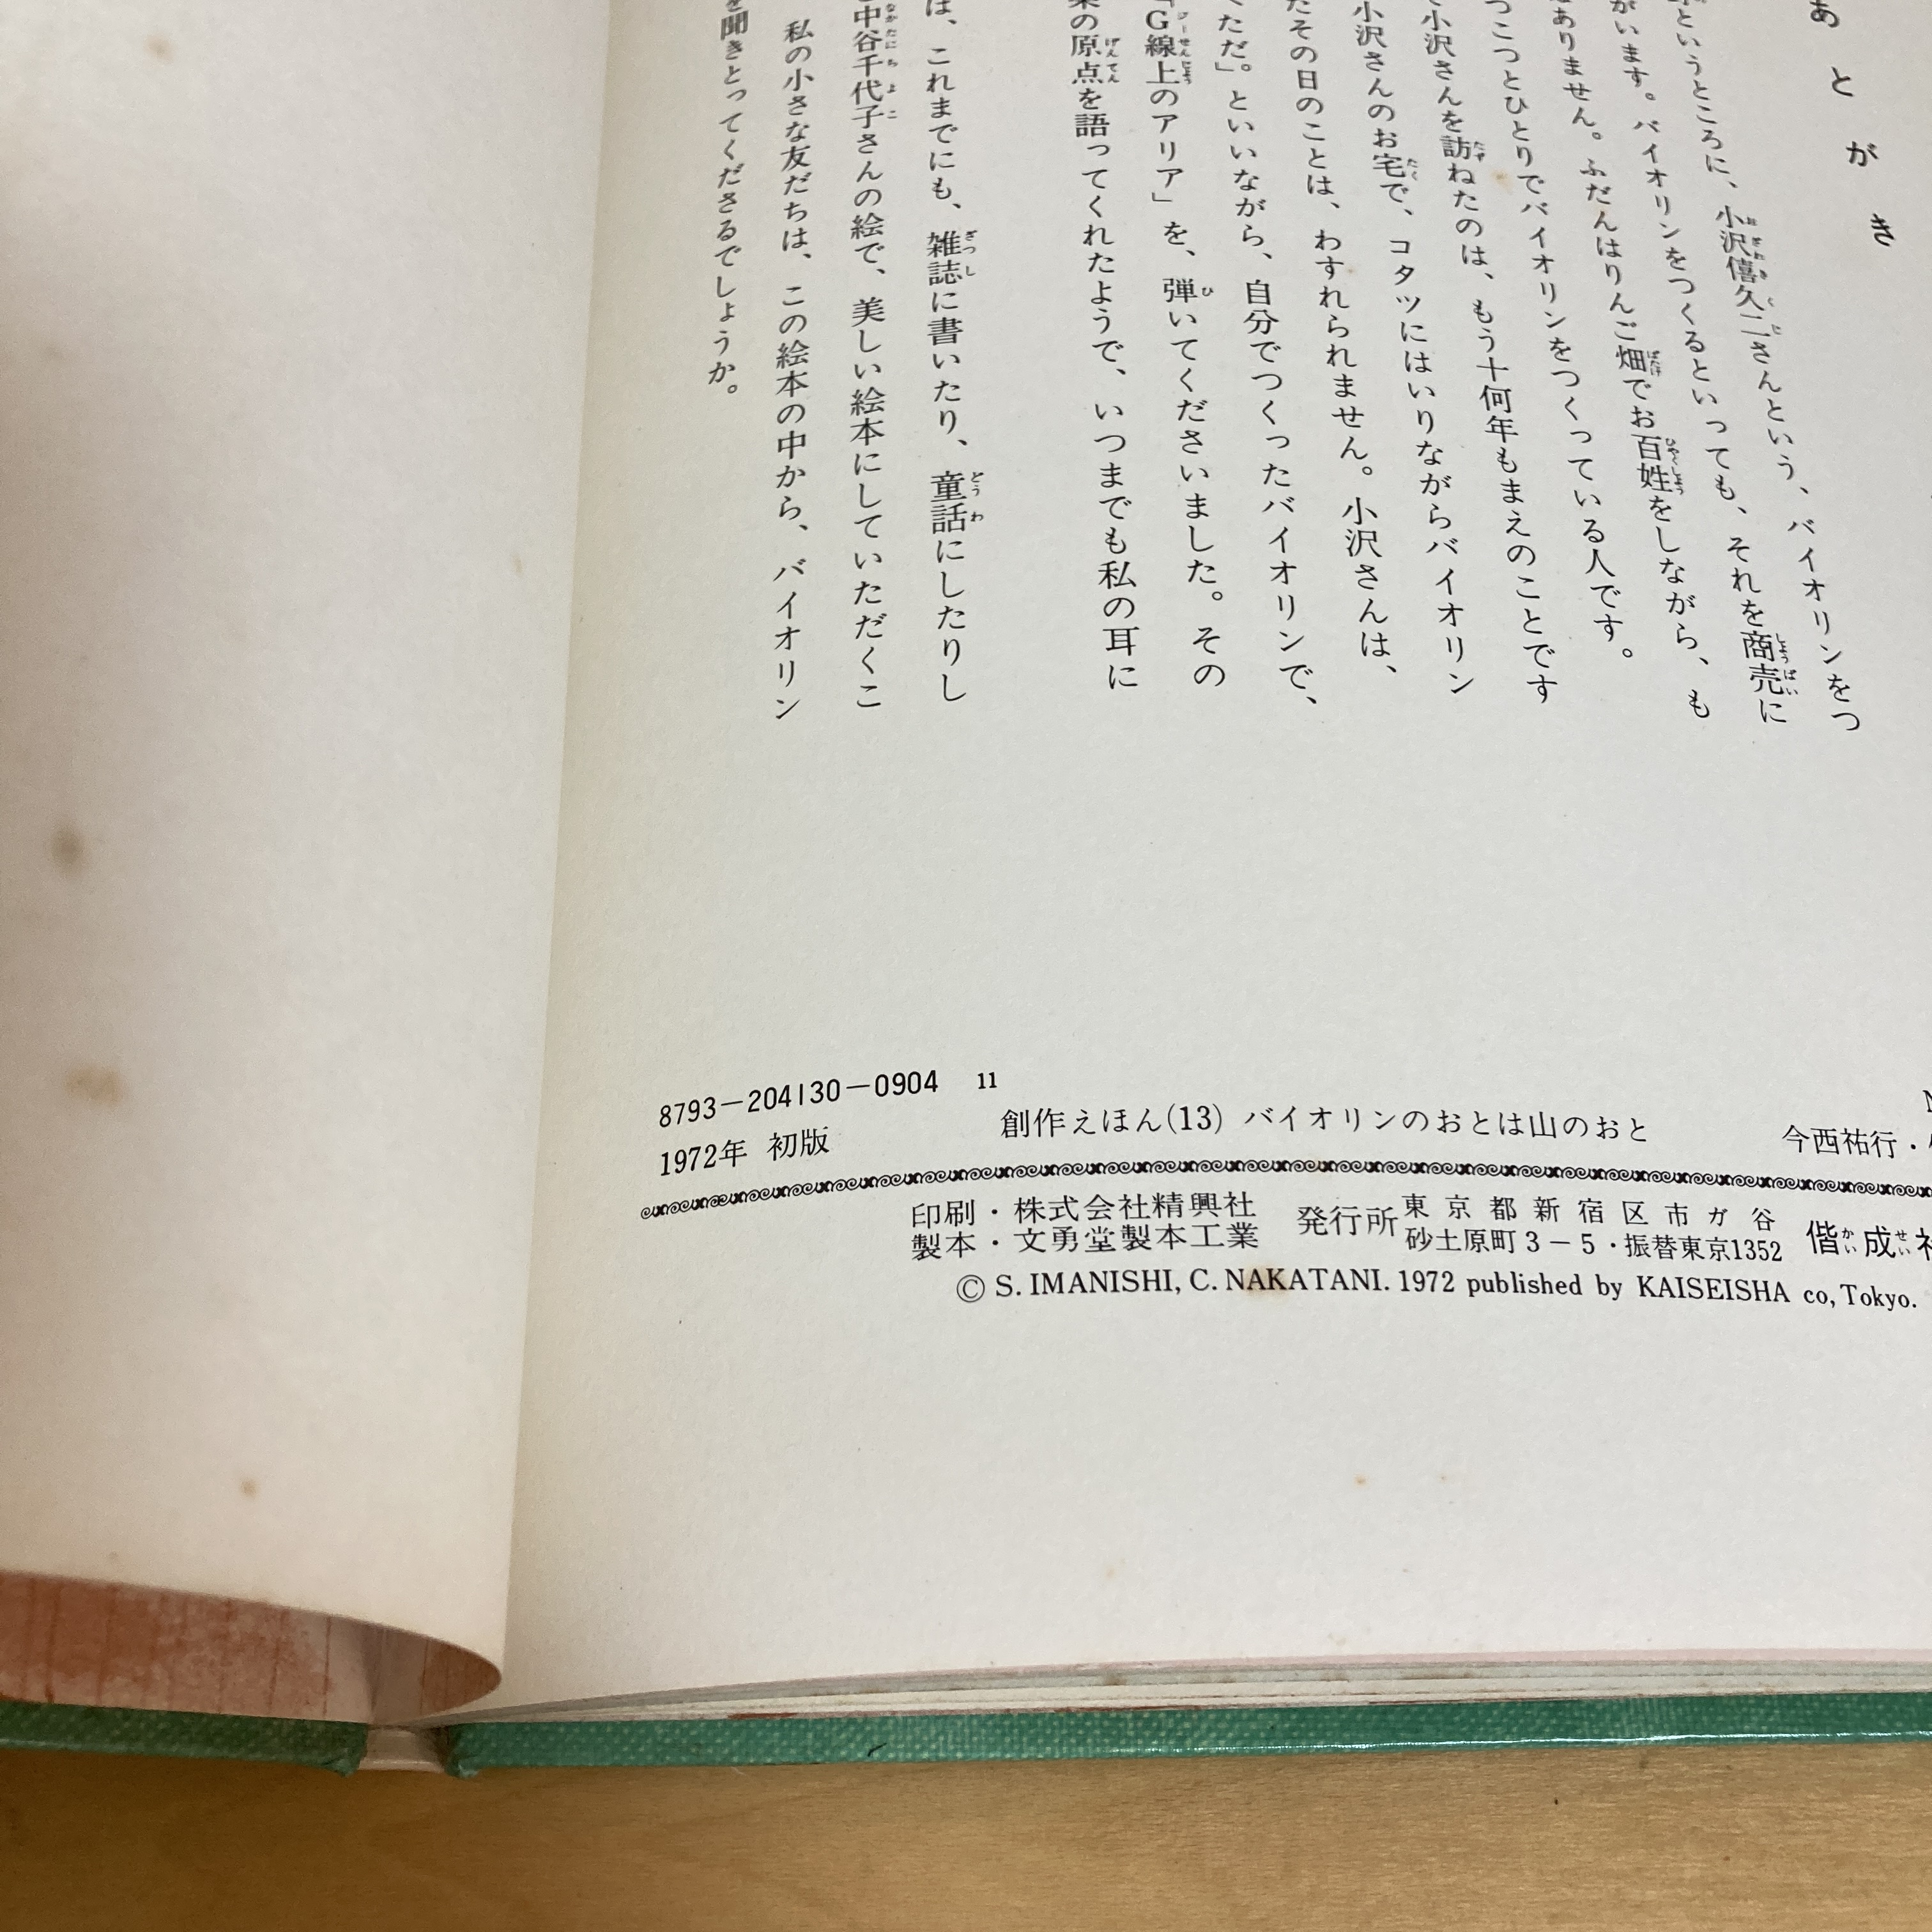 あとがき
というところに、小沢僖久二さんという、バイオリンをつ
がいます。バイオリンをつくるといっても、それを商売に
ありません。ふだんはりんご畑でお百姓をしながら、も
つこつとひとりでバイオリンをつくっている人です。
小沢さんを訪ねたのは、もう十何年もまえのことです
小沢さんのお宅で、コタツにはいりながらバイオリン
たその日のことは、わすれられません。小沢さんは、
ただ」。といいながら、自分でつくったバイオリンで、
「G線上のアリア」を、弾いてくださいました。その
の原点を語ってくれたようで、いつまでも私の耳に
は、これまでにも、雑誌に書いたり、童話にしたりし
中谷千代子さんの絵で、美しい絵本にしていただくこ
私の小さな友だちは、この絵本の中から、バイオリン
を聞きとってくださるでしょうか。
8793-204130-0904 11
1972年 初版
創作えほん(13) バイオリンのおとは山のおと
今西祐行・
印刷・株式会社精興社
製本・文勇堂製本工業
発行所
東京都新宿区市ガ谷
砂土原町3-5・振替東京1352
偕成社
© S. IMANISHI, C. NAKATANI. 1972 published by KAISEISHA co, Tokyo.